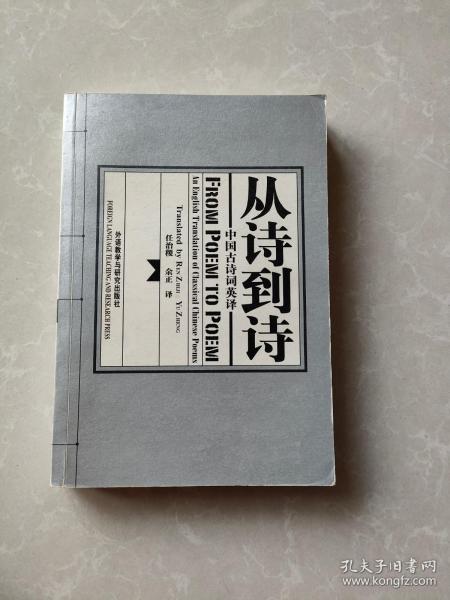 从诗到诗
中国古诗词英译
FROM POEM TO POEM
An English Translation of Classical Chinese Poems
Translated by REN ZHIJI YU ZHENG
任治稷 余正 译
外语教学与研究出版社
FOREIGN LANGUAGE TEACHING AND RESEARCH PRESS
孔夫子旧书网
www.kongfz.com